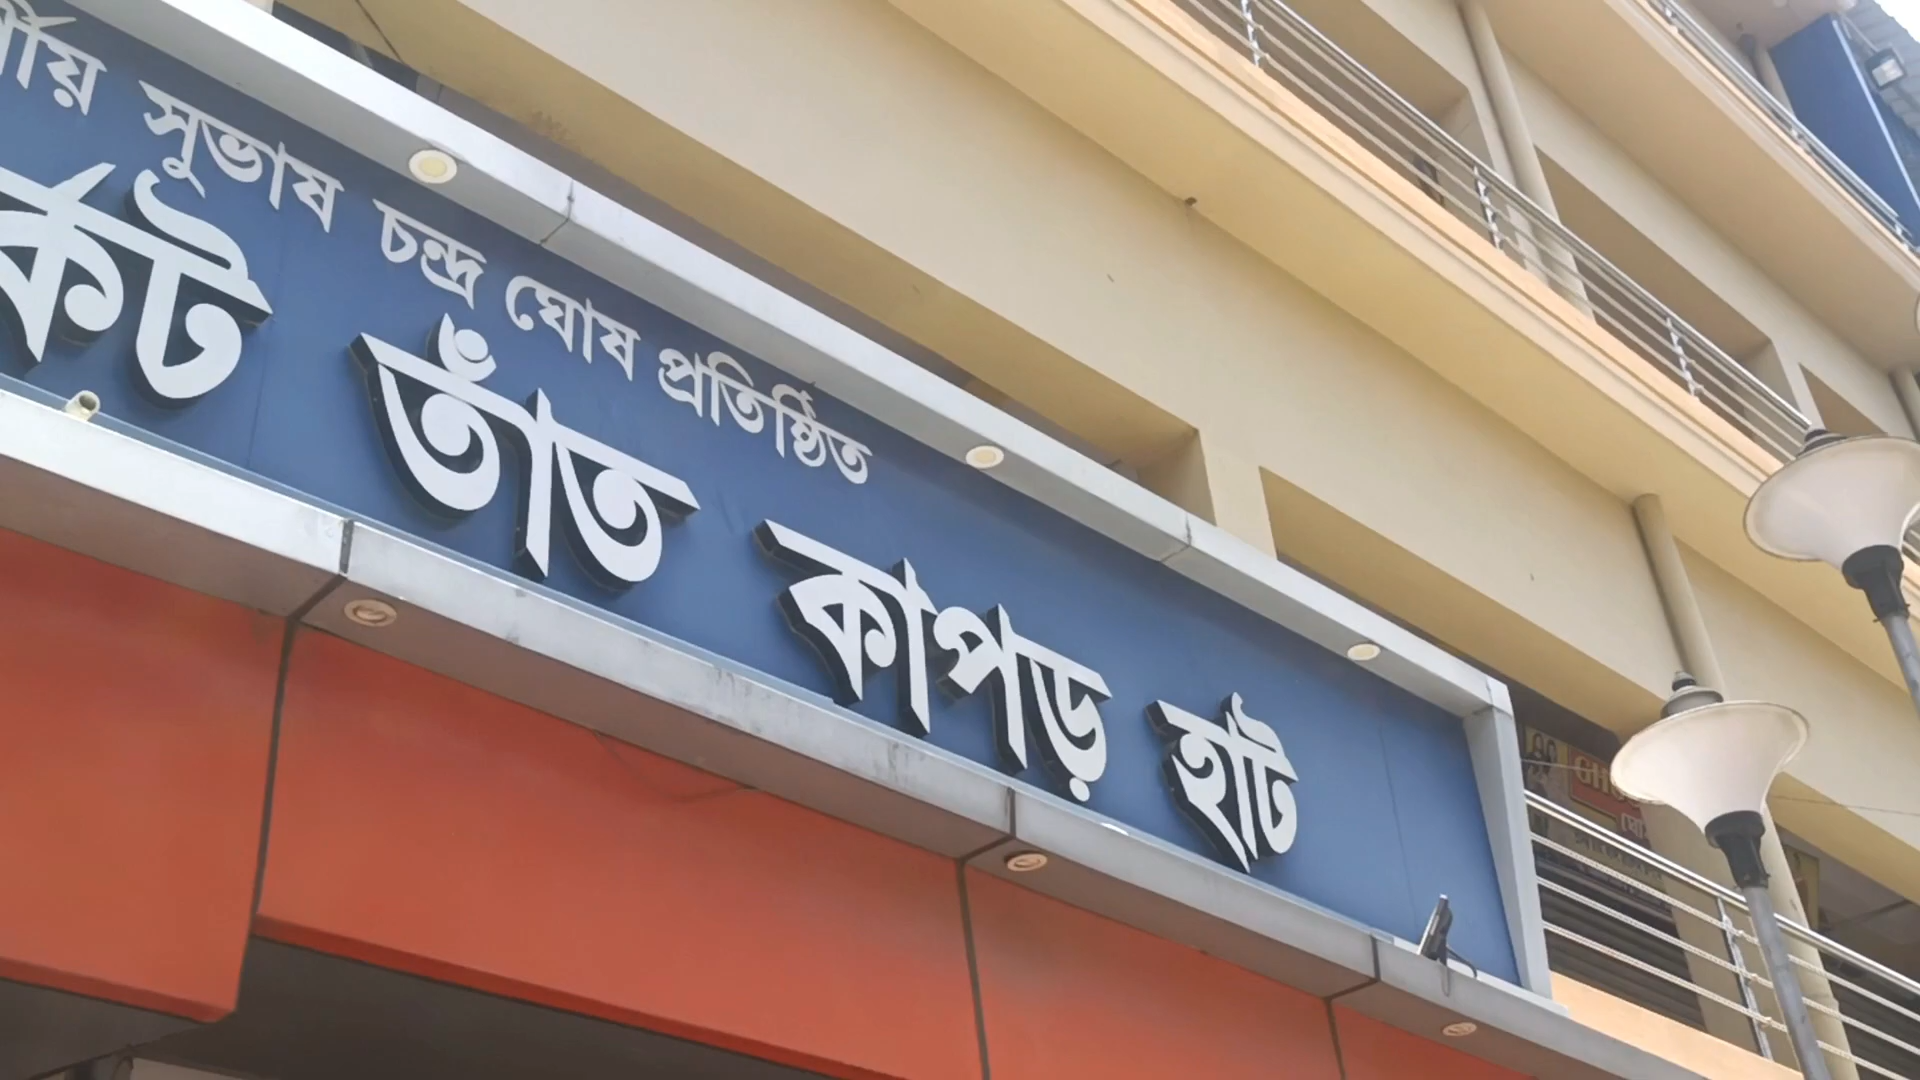 সুভাষ চন্দ্র ঘোষ প্রতিষ্ঠিত
তাঁত কাপড় হাট